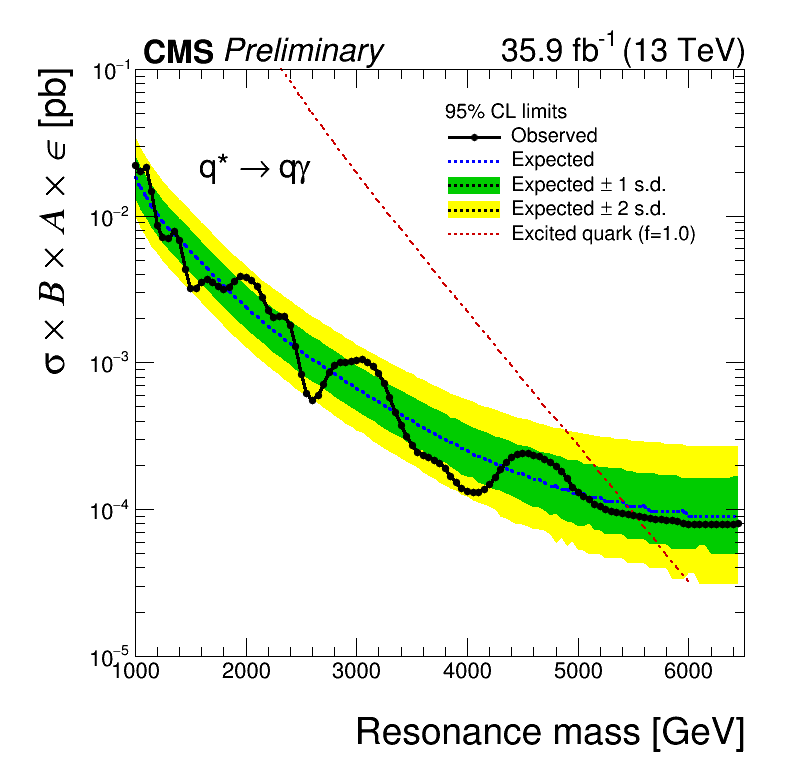 CMS Preliminary 35.9 fb⁻¹ (13 TeV)
σ × B × A × ϵ [pb]
10⁻¹
10⁻²
10⁻³
10⁻⁴
10⁻⁵
q* → qγ
95% CL limits
Observed
Expected
Expected ± 1 s.d.
Expected ± 2 s.d.
Excited quark (f=1.0)
1000 2000 3000 4000 5000 6000
Resonance mass [GeV]